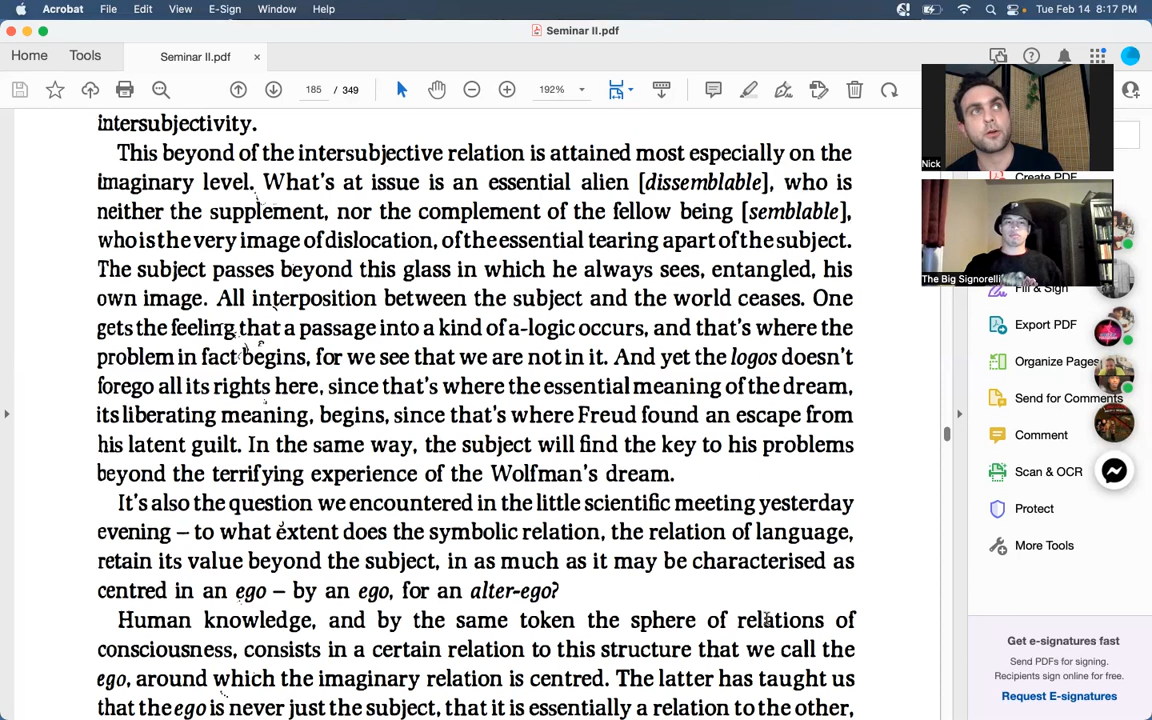 Acrobat File Edit View E-Sign Window Help Tue Feb 14 8:17 PM
Seminar II.pdf
Home Tools Seminar II.pdf ×
185 / 349 192%
intersubjectivity.
This beyond of the intersubjective relation is attained most especially on the
imaginary level. What's at issue is an essential alien [dissemblable], who is
neither the supplement, nor the complement of the fellow being [semblable],
who is the very image of dislocation, of the essential tearing apart of the subject.
The subject passes beyond this glass in which he always sees, entangled, his
own image. All interposition between the subject and the world ceases. One
gets the feeling that a passage into a kind of a-logic occurs, and that's where the
problem in fact begins, for we see that we are not in it. And yet the logos doesn't
forego all its rights here, since that's where the essential meaning of the dream,
its liberating meaning, begins, since that's where Freud found an escape from
his latent guilt. In the same way, the subject will find the key to his problems
beyond the terrifying experience of the Wolfman's dream.
It's also the question we encountered in the little scientific meeting yesterday
evening – to what extent does the symbolic relation, the relation of language,
retain its value beyond the subject, in as much as it may be characterised as
centred in an ego – by an ego, for an alter-ego?
Human knowledge, and by the same token the sphere of relations of
consciousness, consists in a certain relation to this structure that we call the
ego, around which the imaginary relation is centred. The latter has taught us
that the ego is never just the subject, that it is essentially a relation to the other,
Nick
Create PDF
The Big Signorelli
Fill & Sign
Export PDF
Organize Pages
Send for Comments
Comment
Scan & OCR
Protect
More Tools
Get e-signatures fast
Send PDFs for signing.
Recipients sign online for free.
Request E-signatures